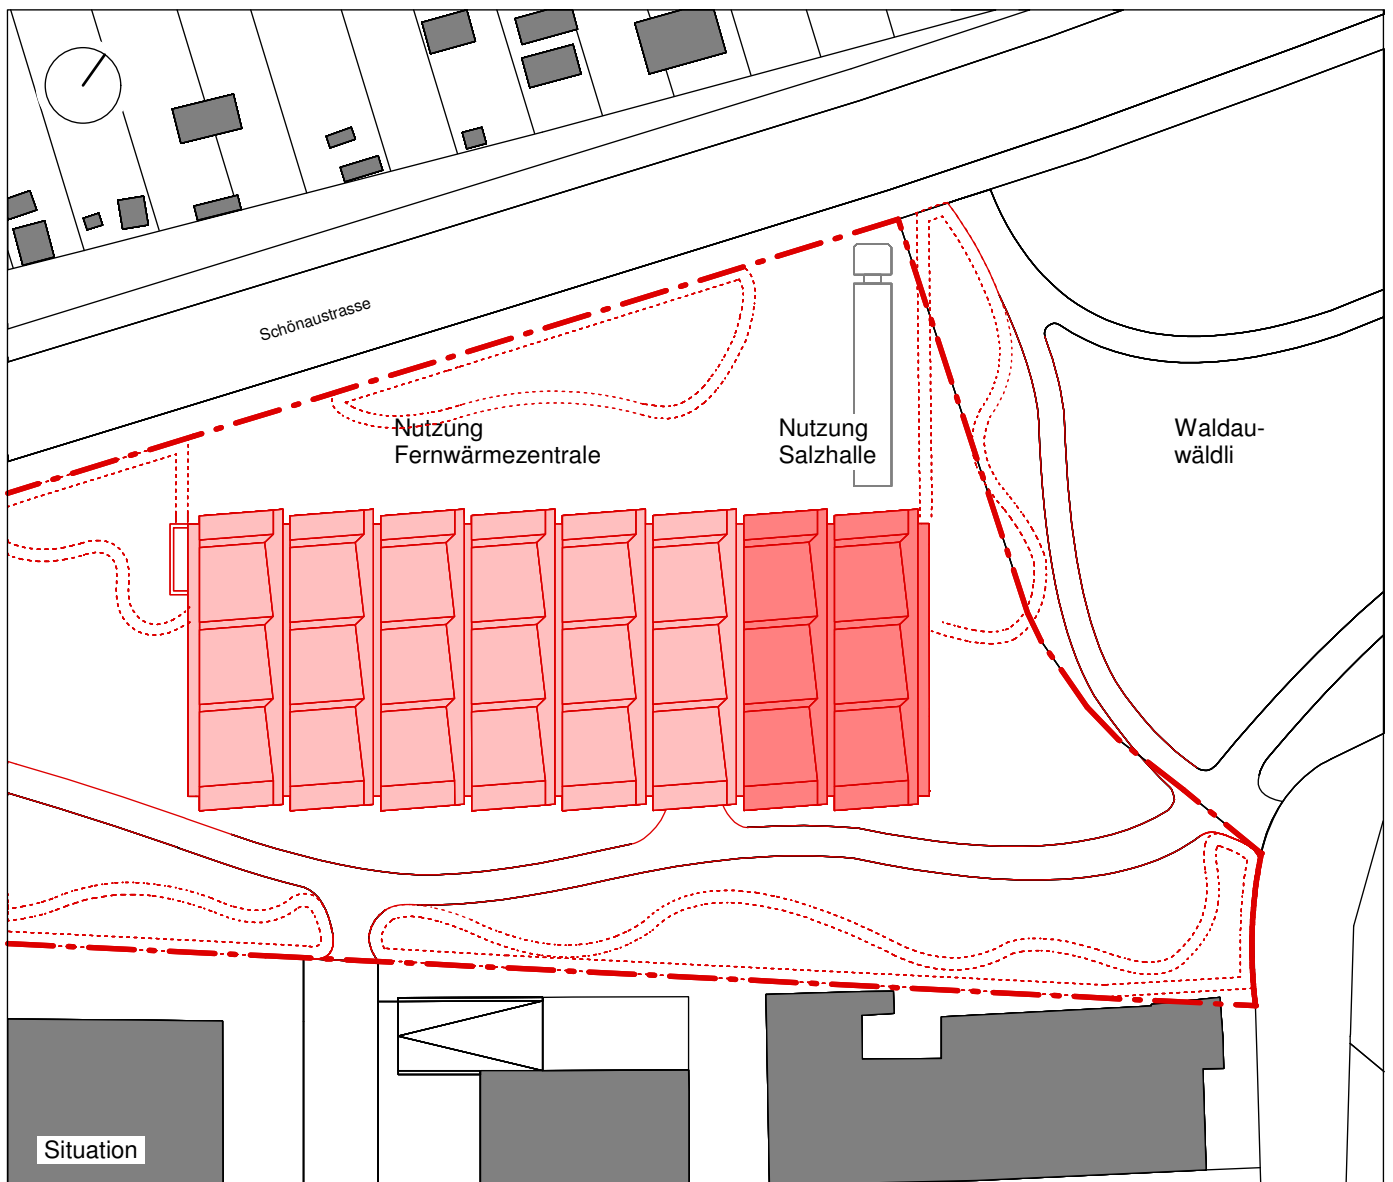 Schönaustrasse
Nutzung
Fernwärmezentrale
Nutzung
Salzhalle
Waldau-
wäldli
Situation